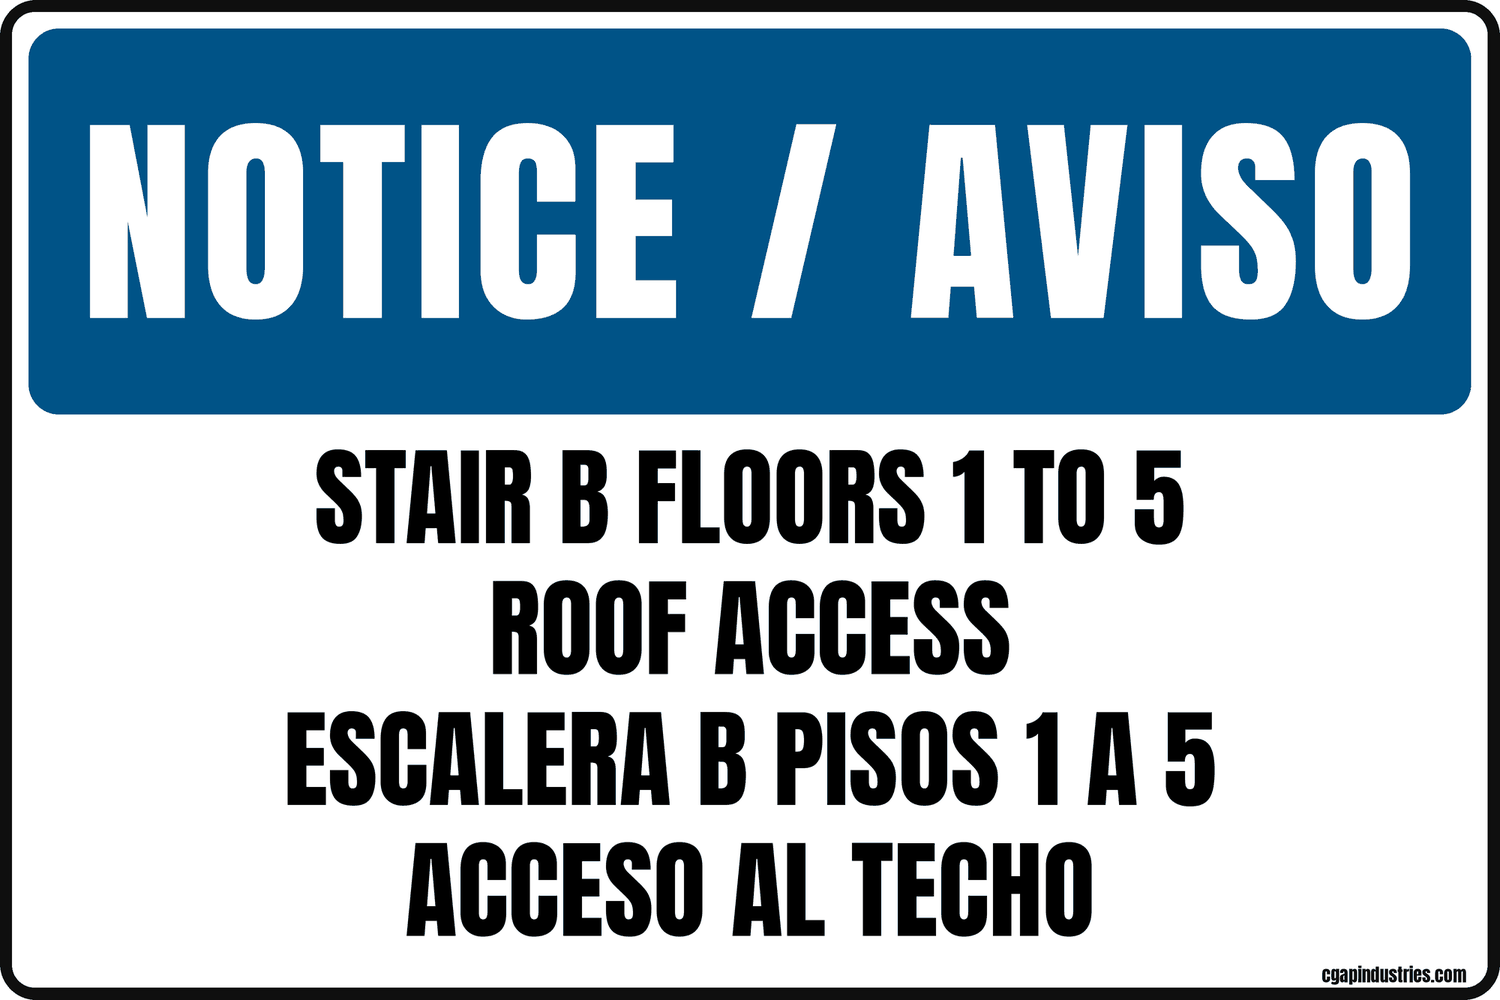 NOTICE / AVISO
STAIR B FLOORS 1 TO 5
ROOF ACCESS
ESCALERA B PISOS 1 A 5
ACCESO AL TECHO
cgapindustries.com